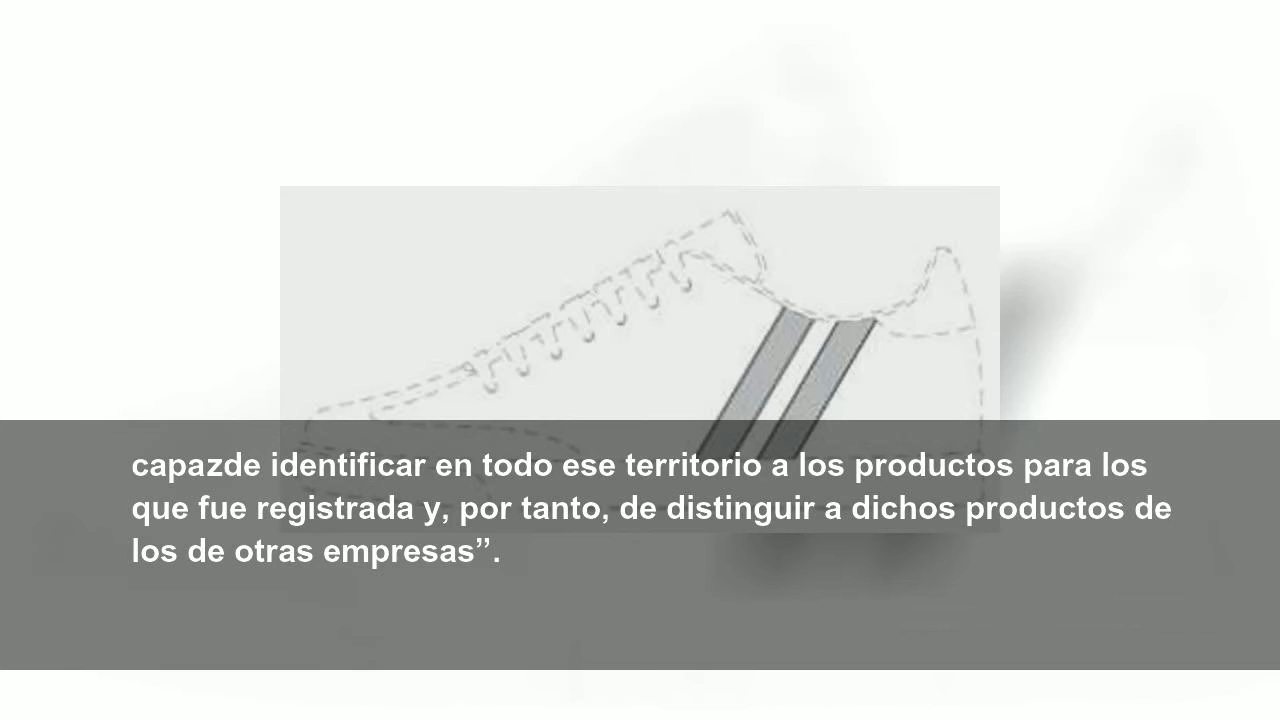 capazde identificar en todo ese territorio a los productos para los
que fue registrada y, por tanto, de distinguir a dichos productos de
los de otras empresas”.